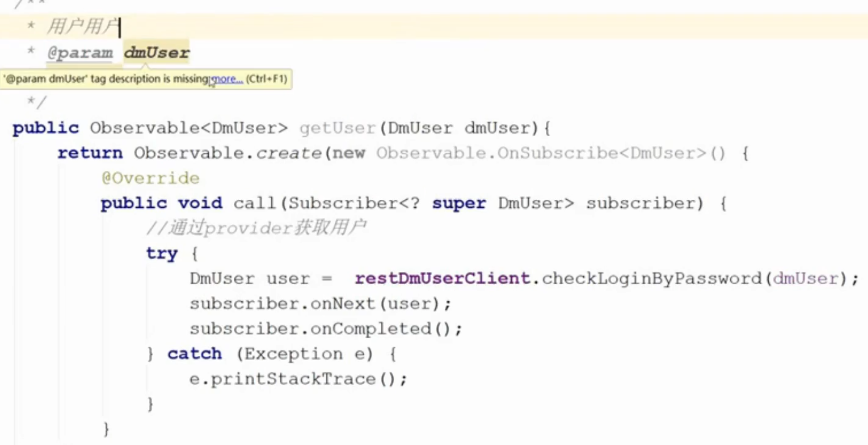 /**
* 用户用户
* @param dmUser
'@param dmUser' tag description is missing more... (Ctrl+F1)
*/
public Observable<DmUser> getUser(DmUser dmUser){
return Observable.create(new Observable.OnSubscribe<DmUser>() {
@Override
public void call(Subscriber<? super DmUser> subscriber) {
//通过provider获取用户
try {
DmUser user =  restDmUserClient.checkLoginByPassword(dmUser);
subscriber.onNext(user);
subscriber.onCompleted();
} catch (Exception e) {
e.printStackTrace();
}
}